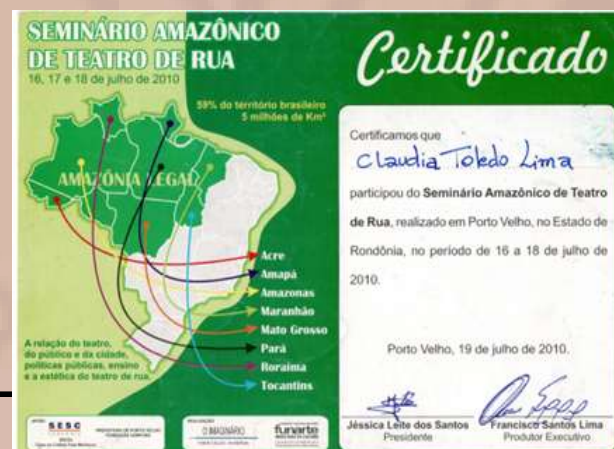 SEMINÁRIO AMAZÔNICO
DE TEATRO DE RUA
16, 17 e 18 de julho de 2010
59% do território brasileiro
5 milhões de Km²
AMAZÔNIA LEGAL
Acre
Amapá
Amazonas
Maranhão
Mato Grosso
Pará
Roraima
Tocantins
A relação do teatro,
do público e da cidade,
políticas públicas, ensino
e a estética do teatro de rua.
SESC
O IMAGINÁRIO
funarte
Certificado
Certificamos que
Claudia Toledo Lima
participou do Seminário Amazônico de Teatro
de Rua, realizado em Porto Velho, no Estado de
Rondônia, no período de 16 a 18 de julho de
2010.
Porto Velho, 19 de julho de 2010.
Jéssica Leite dos Santos
Presidente
Francisco Santos Lima
Produtor Executivo